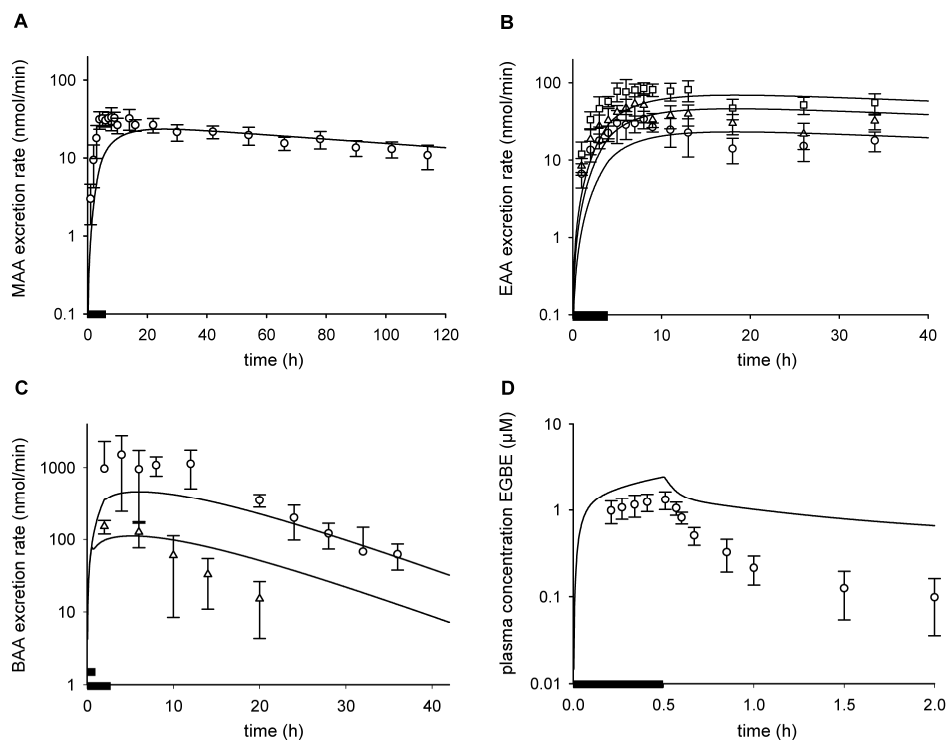 A
MAA excretion rate (nmol/min)
100
10
1
0.1
0 20 40 60 80 100 120
time (h)
B
EAA excretion rate (nmol/min)
100
10
1
0.1
0 10 20 30 40
time (h)
C
BAA excretion rate (nmol/min)
1000
100
10
1
0 10 20 30 40
time (h)
D
plasma concentration EGBE (µM)
10
1
0.1
0.01
0.0 0.5 1.0 1.5 2.0
time (h)